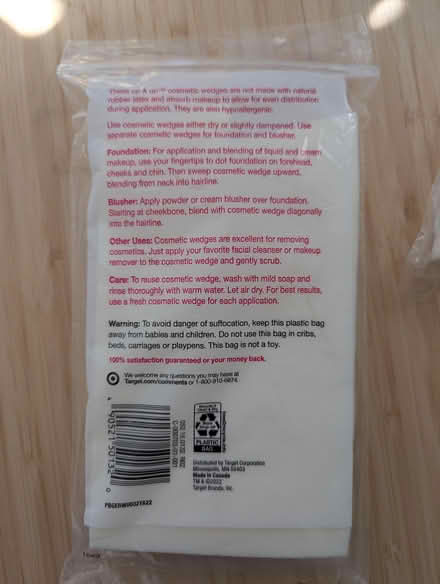 These up & up™ cosmetic wedges are not made with natural
rubber latex and absorb makeup to allow for even distribution
during application. They are also hypoallergenic.
Use cosmetic wedges either dry or slightly dampened. Use
separate cosmetic wedges for foundation and blusher.
Foundation: For application and blending of liquid and cream
makeup, use your fingertips to dot foundation on forehead,
cheeks and chin. Then sweep cosmetic wedge upward,
blending from neck into hairline.
Blusher: Apply powder or cream blusher over foundation.
Starting at cheekbone, blend with cosmetic wedge diagonally
into the hairline.
Other Uses: Cosmetic wedges are excellent for removing
cosmetics. Just apply your favorite facial cleanser or makeup
remover to the cosmetic wedge and gently scrub.
Care: To reuse cosmetic wedge, wash with mild soap and
rinse thoroughly with warm water. Let air dry. For best results,
use a fresh cosmetic wedge for each application.
Warning: To avoid danger of suffocation, keep this plastic bag
away from babies and children. Do not use this bag in cribs,
beds, carriages or playpens. This bag is not a toy.
100% satisfaction guaranteed or your money back.
We welcome any questions you may have at
Target.com/comments or 1-800-910-6874.
PLASTIC
BAG
Distributed by Target Corporation
Minneapolis, MN 55403
Made in Canada
TM & ©2022
Target Brands, Inc.